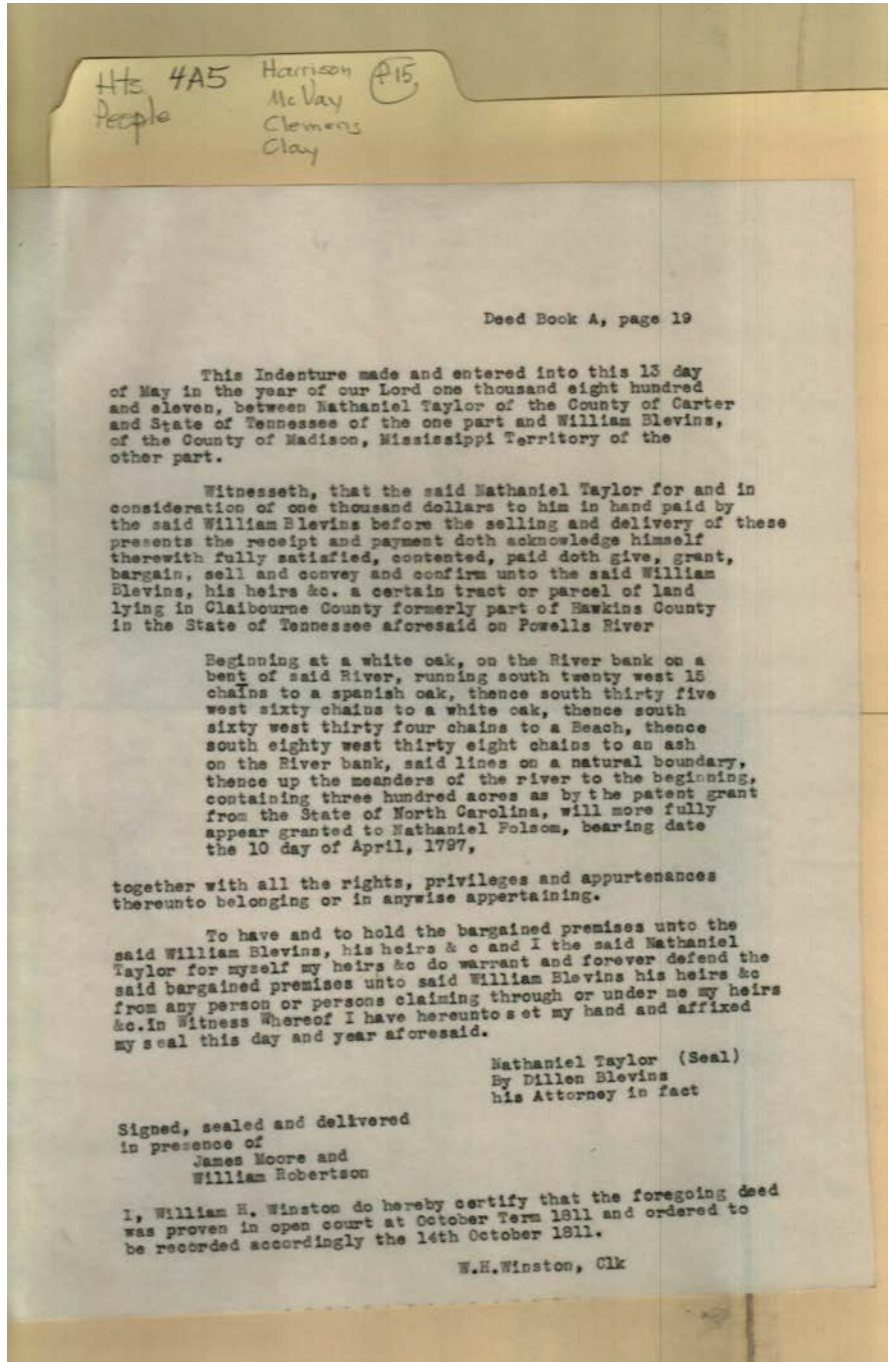 Hts 4A5 Harrison P15
People McVay
Clemens
Clay
Deed Book A, page 19
This Indenture made and entered into this 13 day
of May in the year of our Lord one thousand eight hundred
and eleven, between Nathaniel Taylor of the County of Carter
and State of Tennessee of the one part and William Blevins,
of the County of Madison, Mississippi Territory of the
other part.
Witnesseth, that the said Nathaniel Taylor for and in
consideration of one thousand dollars to him in hand paid by
the said William Blevins before the selling and delivery of these
presents the receipt and payment doth acknowledge himself
therewith fully satisfied, contented, paid doth give, grant,
bargain, sell and convey and confirm unto the said William
Blevins, his heirs &c. a certain tract or parcel of land
lying in Claibourne County formerly part of Hawkins County
in the State of Tennessee aforesaid on Powells River
Beginning at a white oak, on the River bank on a
bent of said River, running south twenty west 15
chains to a spanish oak, thence south thirty five
west sixty chains to a white oak, thence south
sixty west thirty four chains to a Beach, thence
south eighty west thirty eight chains to an ash
on the River bank, said lines on a natural boundary,
thence up the meanders of the river to the beginning,
containing three hundred acres as by the patent grant
from the State of North Carolina, will more fully
appear granted to Nathaniel Folsom, bearing date
the 10 day of April, 1797,
together with all the rights, privileges and appurtenances
thereunto belonging or in anywise appertaining.
To have and to hold the bargained premises unto the
said William Blevins, his heirs & c and I the said Nathaniel
Taylor for myself my heirs &c do warrant and forever defend the
said bargained premises unto said William Blevins his heirs &c
from any person or persons claiming through or under me my heirs
&c. In Witness Whereof I have hereunto set my hand and affixed
my seal this day and year aforesaid.
Nathaniel Taylor (Seal)
By Dillen Blevins
his Attorney in fact
Signed, sealed and delivered
in presence of
James Moore and
William Robertson
I, William H. Winston do hereby certify that the foregoing deed
was proven in open court at October Term 1811 and ordered to
be recorded accordingly the 14th October 1811.
W.H.Winston, Clk